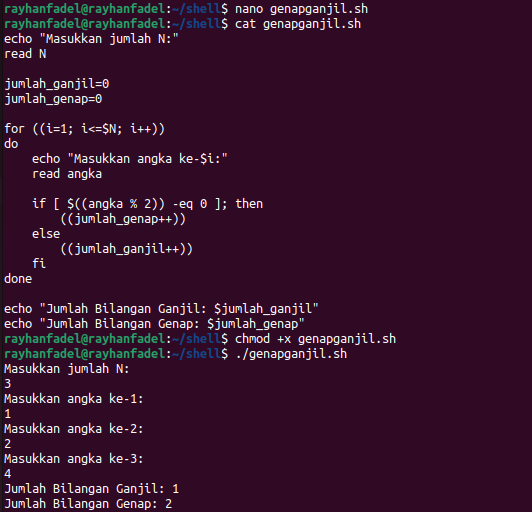 rayhanfadel@rayhanfadel:~/shell$ nano genapganjil.sh
rayhanfadel@rayhanfadel:~/shell$ cat genapganjil.sh
echo "Masukkan jumlah N:"
read N

jumlah_ganjil=0
jumlah_genap=0

for ((i=1; i<=$N; i++))
do
    echo "Masukkan angka ke-$i:"
    read angka

    if [ $((angka % 2)) -eq 0 ]; then
        ((jumlah_genap++))
    else
        ((jumlah_ganjil++))
    fi
done

echo "Jumlah Bilangan Ganjil: $jumlah_ganjil"
echo "Jumlah Bilangan Genap: $jumlah_genap"
rayhanfadel@rayhanfadel:~/shell$ chmod +x genapganjil.sh
rayhanfadel@rayhanfadel:~/shell$ ./genapganjil.sh
Masukkan jumlah N:
3
Masukkan angka ke-1:
1
Masukkan angka ke-2:
2
Masukkan angka ke-3:
4
Jumlah Bilangan Ganjil: 1
Jumlah Bilangan Genap: 2